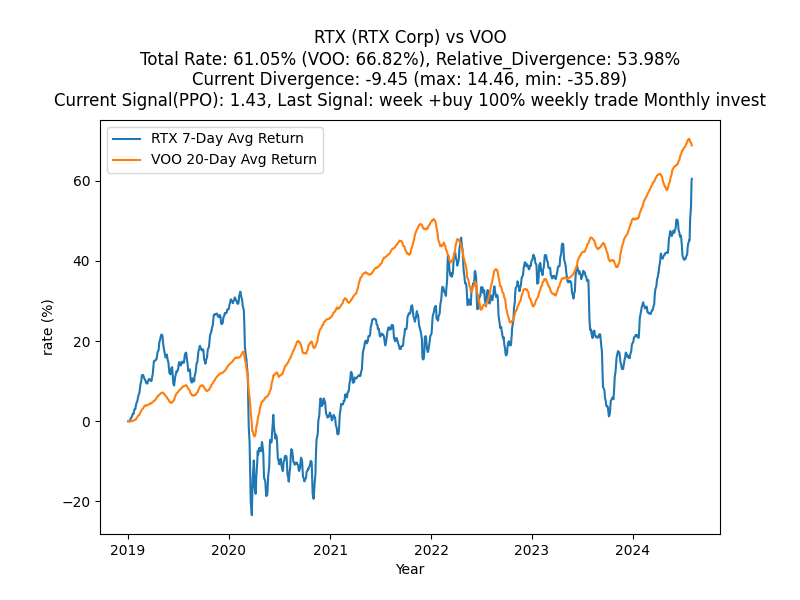 RTX (RTX Corp) vs VOO
Total Rate: 61.05% (VOO: 66.82%), Relative_Divergence: 53.98%
Current Divergence: -9.45 (max: 14.46, min: -35.89)
Current Signal(PPO): 1.43, Last Signal: week +buy 100% weekly trade Monthly invest
RTX 7-Day Avg Return
VOO 20-Day Avg Return
rate (%)
60
40
20
0
−20
2019 2020 2021 2022 2023 2024
Year